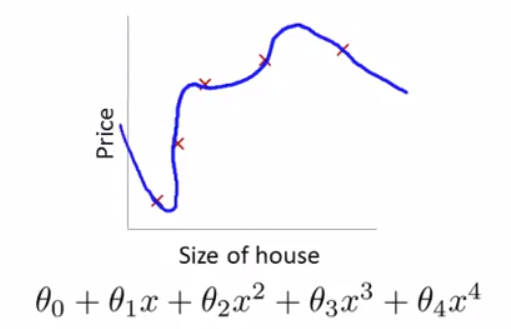 Price
Size of house
θ₀ + θ₁x + θ₂x² + θ₃x³ + θ₄x⁴